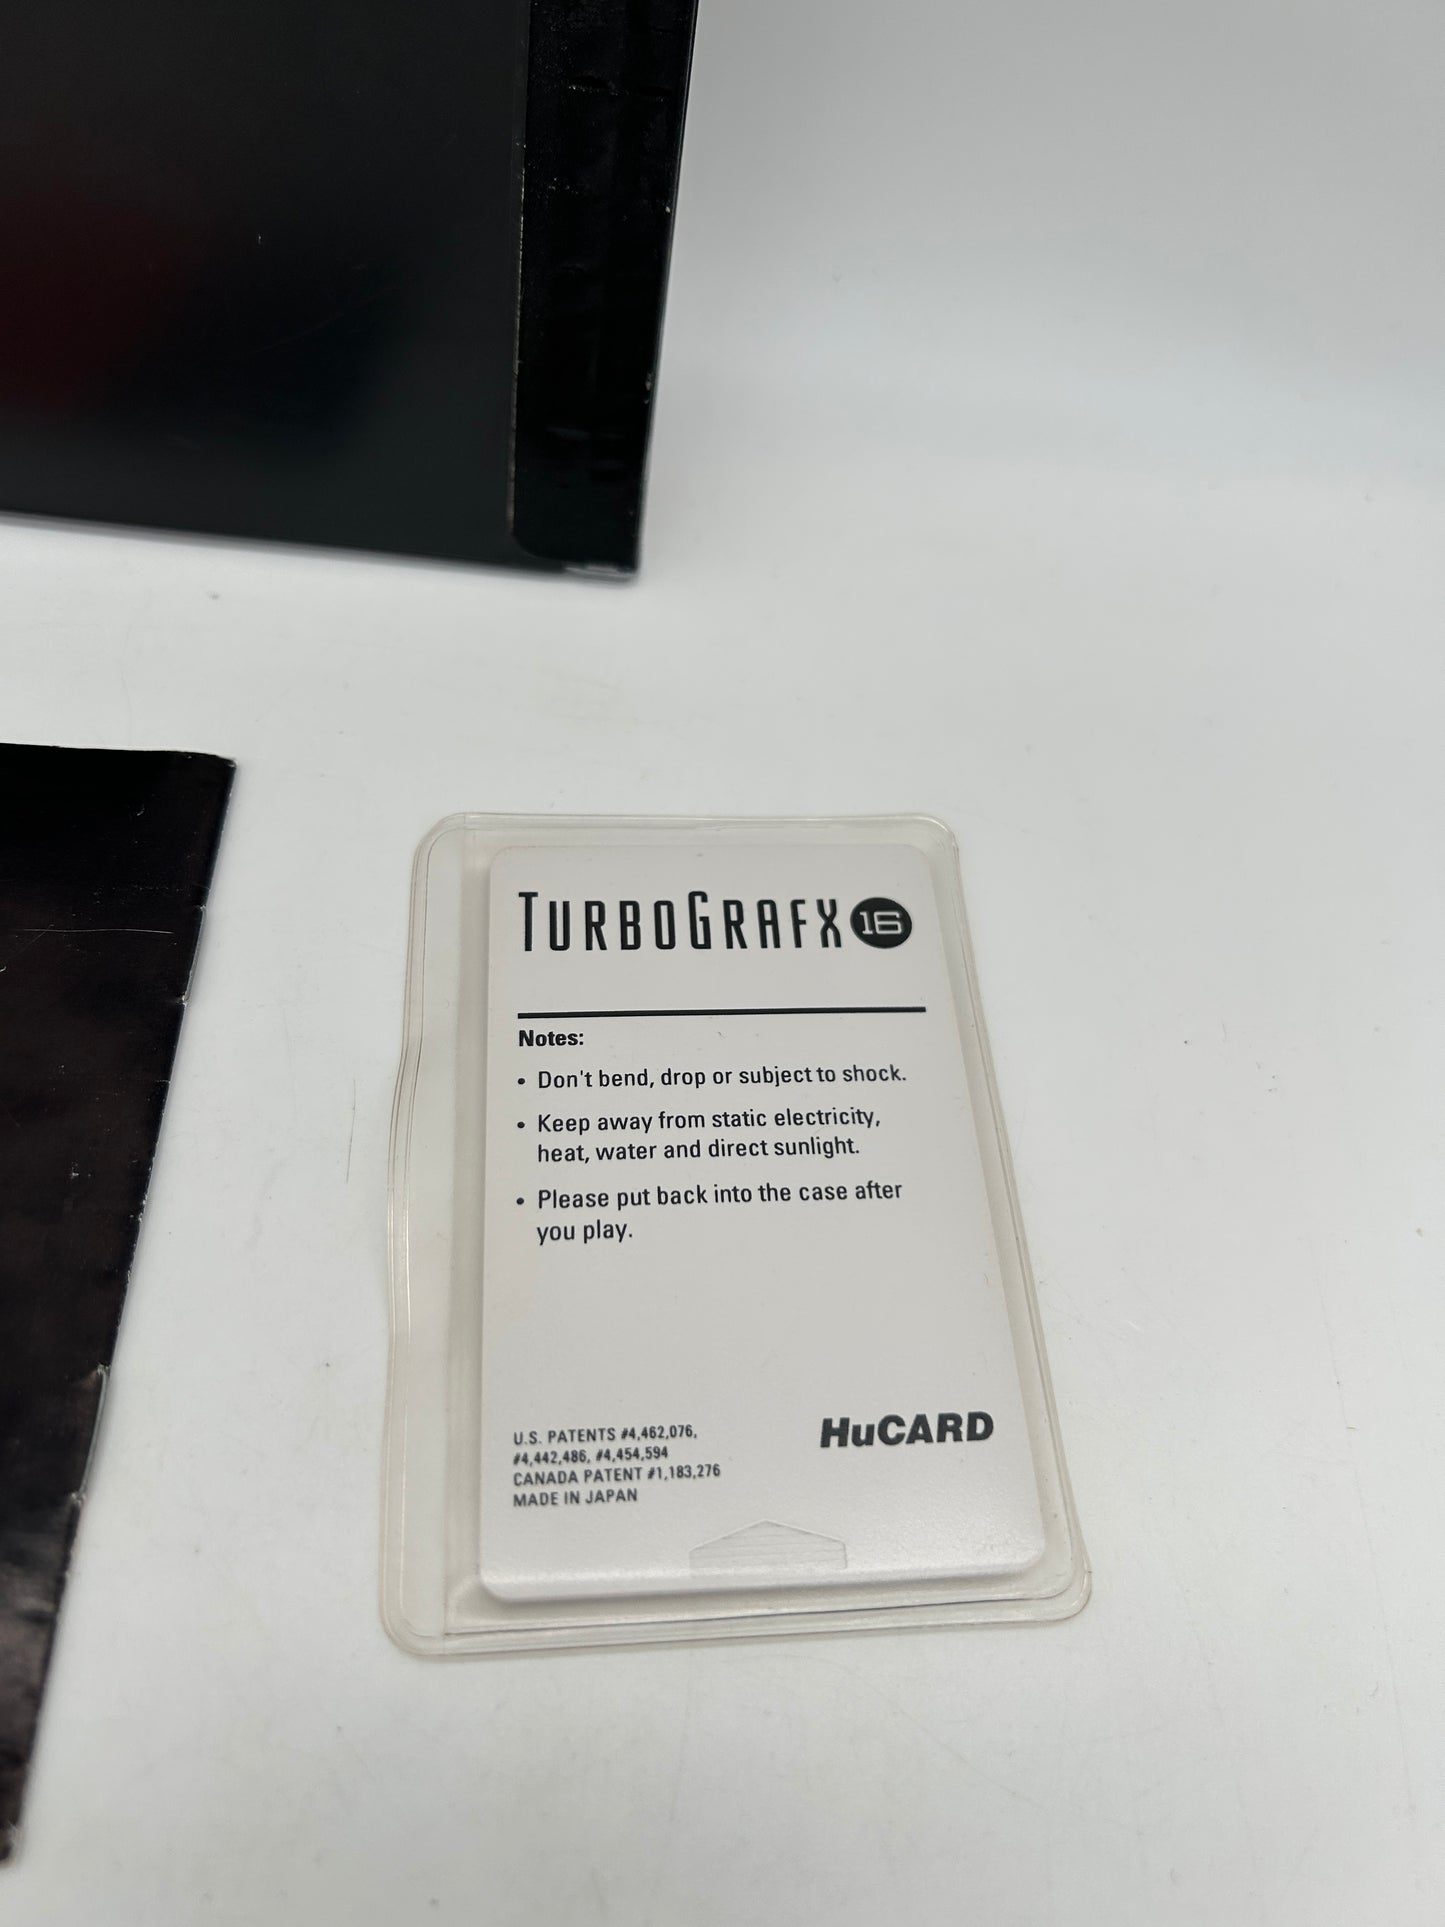 TURBOGRAFX 16
Notes:
• Don't bend, drop or subject to shock.
• Keep away from static electricity,
heat, water and direct sunlight.
• Please put back into the case after
you play.
U.S. PATENTS #4,462,076,
#4,442,486, #4,454,594
CANADA PATENT #1,183,276
MADE IN JAPAN
HuCARD